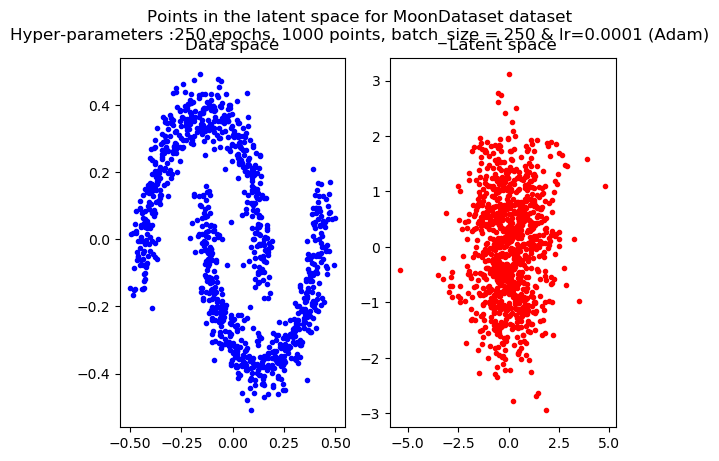 Points in the latent space for MoonDataset dataset
Hyper-parameters :250 epochs, 1000 points, batch_size = 250 & lr=0.0001 (Adam)
Data space
Latent space
0.4
0.2
0.0
−0.2
−0.4
−0.50 −0.25 0.00 0.25 0.50
3
2
1
0
−1
−2
−3
−5.0 −2.5 0.0 2.5 5.0